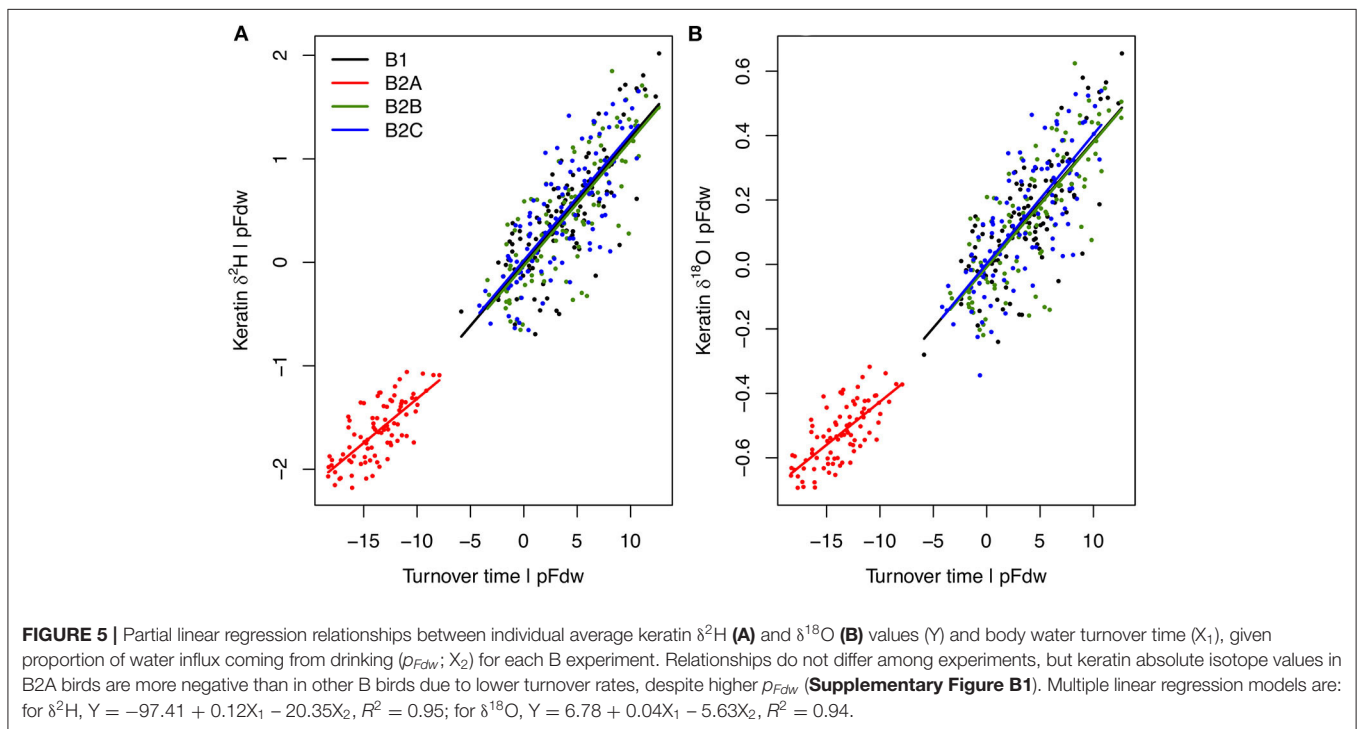 A
B
B1
B2A
B2B
B2C
2
1
0
−1
−2
Keratin δ²H | pFdw
−15 −10 −5 0 5 10
Turnover time | pFdw
0.6
0.4
0.2
0.0
−0.2
−0.4
−0.6
Keratin δ¹⁸O | pFdw
−15 −10 −5 0 5 10
Turnover time | pFdw
FIGURE 5 | Partial linear regression relationships between individual average keratin δ²H (A) and δ¹⁸O (B) values (Y) and body water turnover time (X₁), given
proportion of water influx coming from drinking (pFdw; X₂) for each B experiment. Relationships do not differ among experiments, but keratin absolute isotope values in
B2A birds are more negative than in other B birds due to lower turnover rates, despite higher pFdw (Supplementary Figure B1). Multiple linear regression models are:
for δ²H, Y = −97.41 + 0.12X₁ – 20.35X₂, R² = 0.95; for δ¹⁸O, Y = 6.78 + 0.04X₁ – 5.63X₂, R² = 0.94.